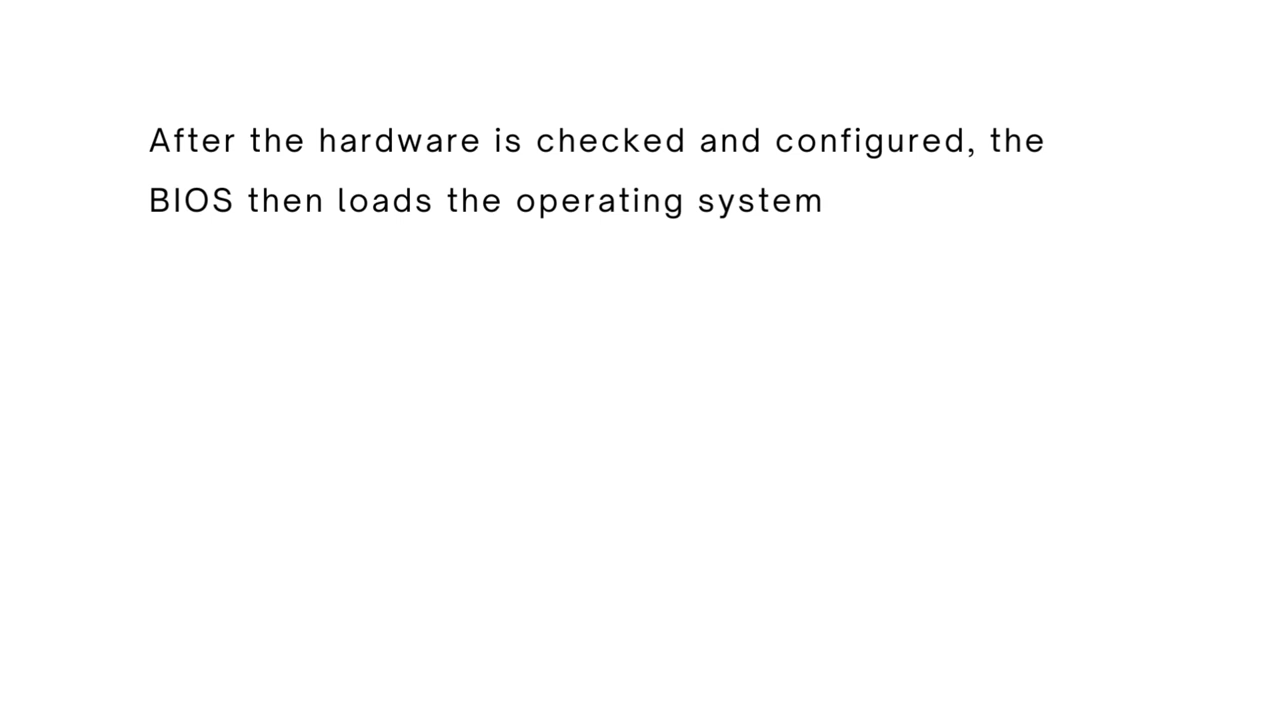 After the hardware is checked and configured, the
BIOS then loads the operating system